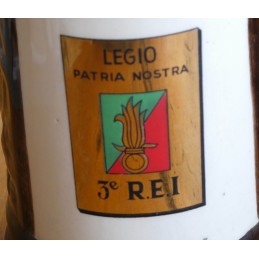 LEGIO
PATRIA NOSTRA
3e R.E I